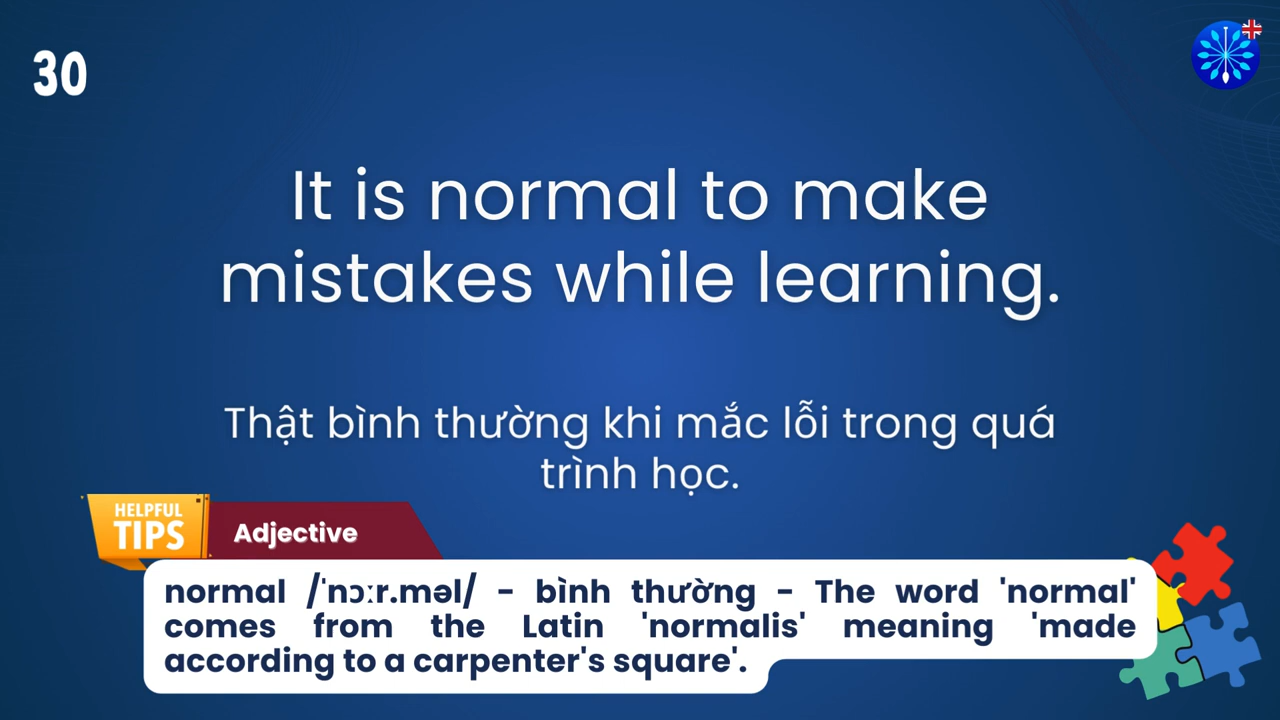 30
It is normal to make
mistakes while learning.
Thật bình thường khi mắc lỗi trong quá
trình học.
HELPFUL
TIPS
Adjective
normal /ˈnɔːr.məl/ - bình thường - The word 'normal'
comes from the Latin 'normalis' meaning 'made
according to a carpenter's square'.